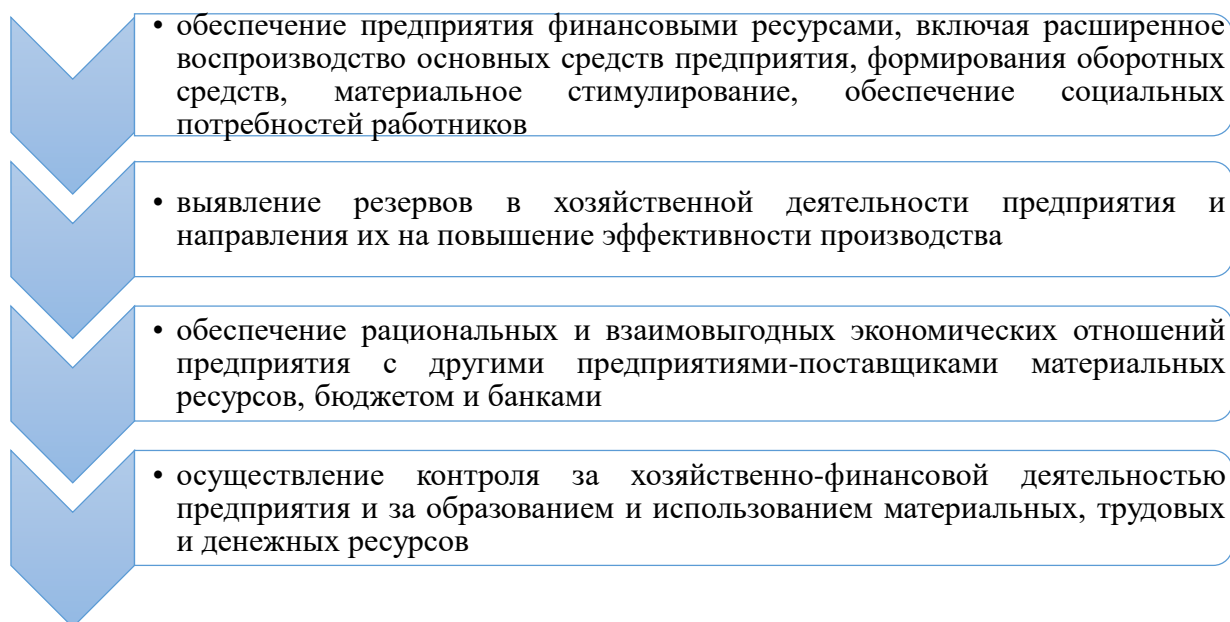 • обеспечение предприятия финансовыми ресурсами, включая расширенное
воспроизводство основных средств предприятия, формирования оборотных
средств, материальное стимулирование, обеспечение социальных
потребностей работников
• выявление резервов в хозяйственной деятельности предприятия и
направления их на повышение эффективности производства
• обеспечение рациональных и взаимовыгодных экономических отношений
предприятия с другими предприятиями-поставщиками материальных
ресурсов, бюджетом и банками
• осуществление контроля за хозяйственно-финансовой деятельностью
предприятия и за образованием и использованием материальных, трудовых
и денежных ресурсов